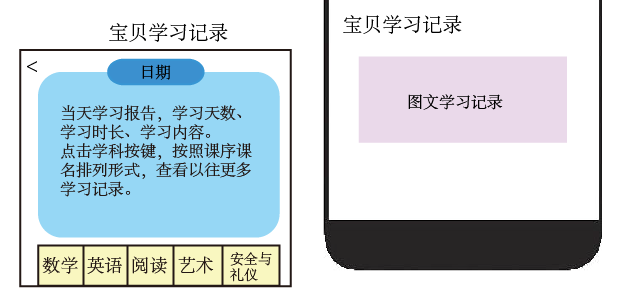 宝贝学习记录
<
日期
当天学习报告，学习天数、
学习时长、学习内容。
点击学科按键，按照课序课
名排列形式，查看以往更多
学习记录。
数学 英语 阅读 艺术 安全与
礼仪
宝贝学习记录
图文学习记录